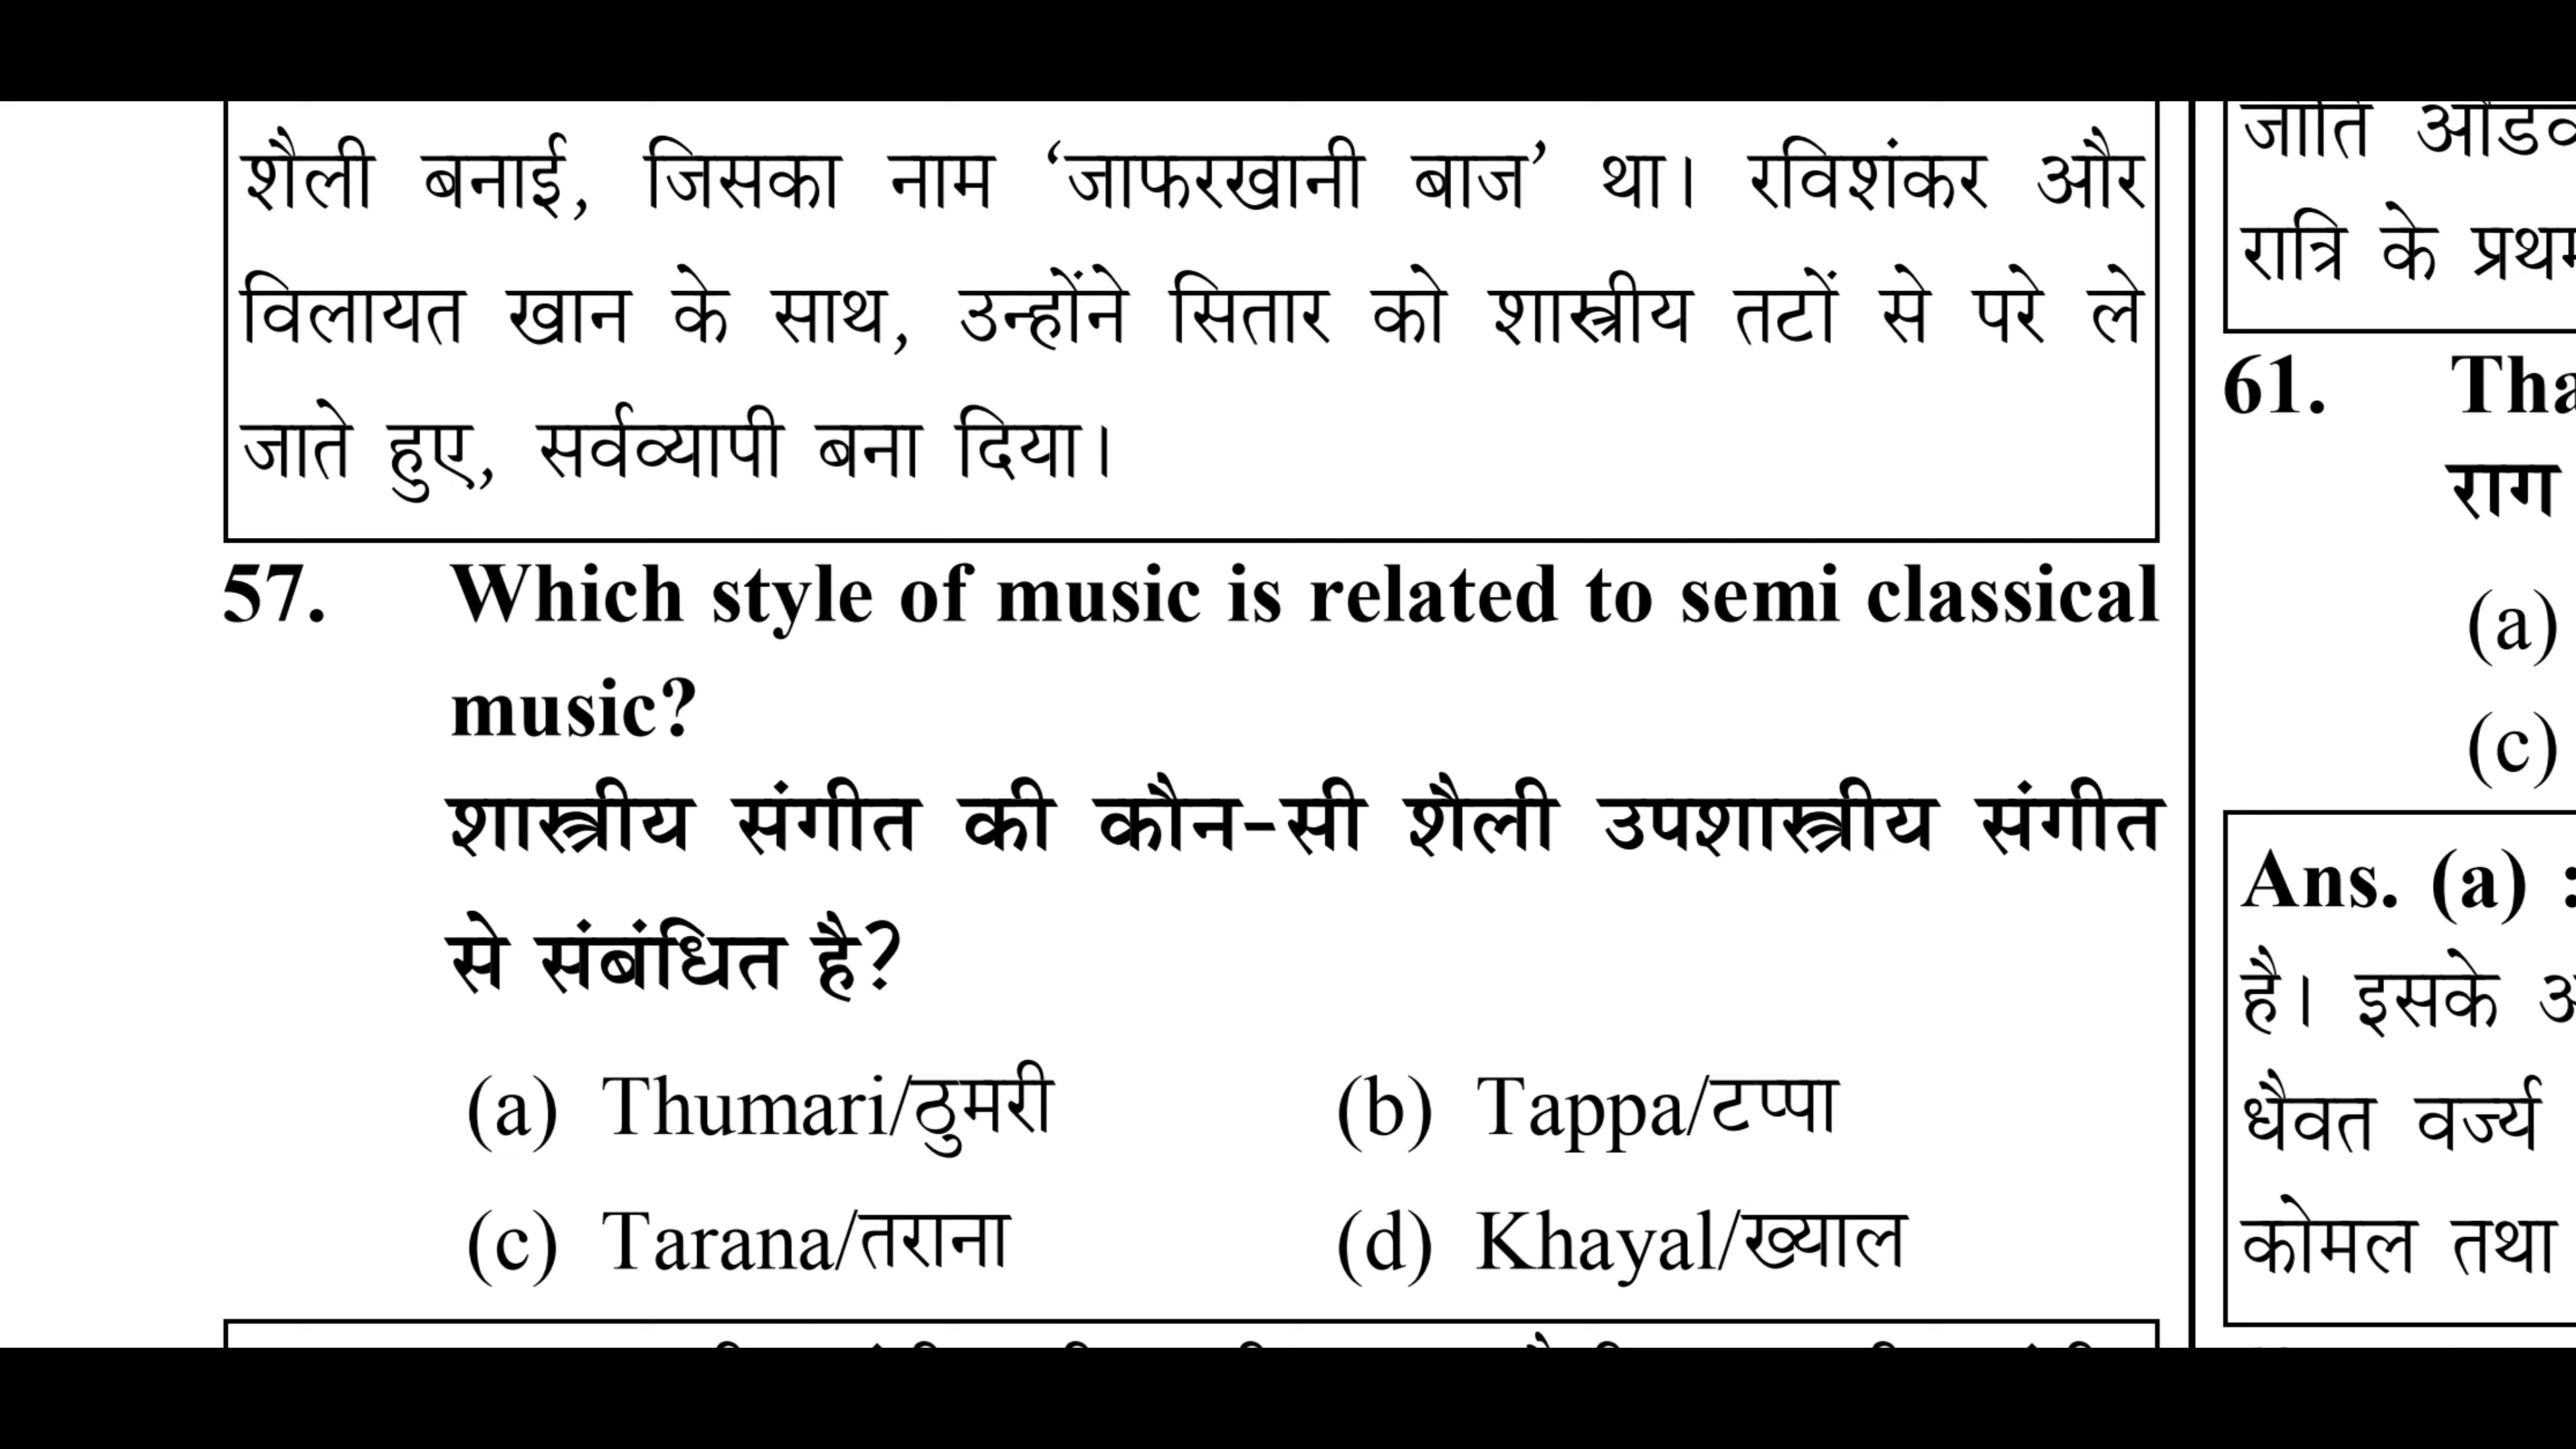 शैली बनाई, जिसका नाम ‘जाफरखानी बाज’ था। रविशंकर और
विलायत खान के साथ, उन्होंने सितार को शास्त्रीय तटों से परे ले
जाते हुए, सर्वव्यापी बना दिया।
57. Which style of music is related to semi classical
music?
शास्त्रीय संगीत की कौन-सी शैली उपशास्त्रीय संगीत
से संबंधित है?
(a) Thumari/ठुमरी (b) Tappa/टप्पा
(c) Tarana/तराना (d) Khayal/ख्याल
जाति
रात्रि के
61.
राग
(a)
(c)
Ans. (a) :
है। इसके
धैवत वर्ज्य
कोमल तथा